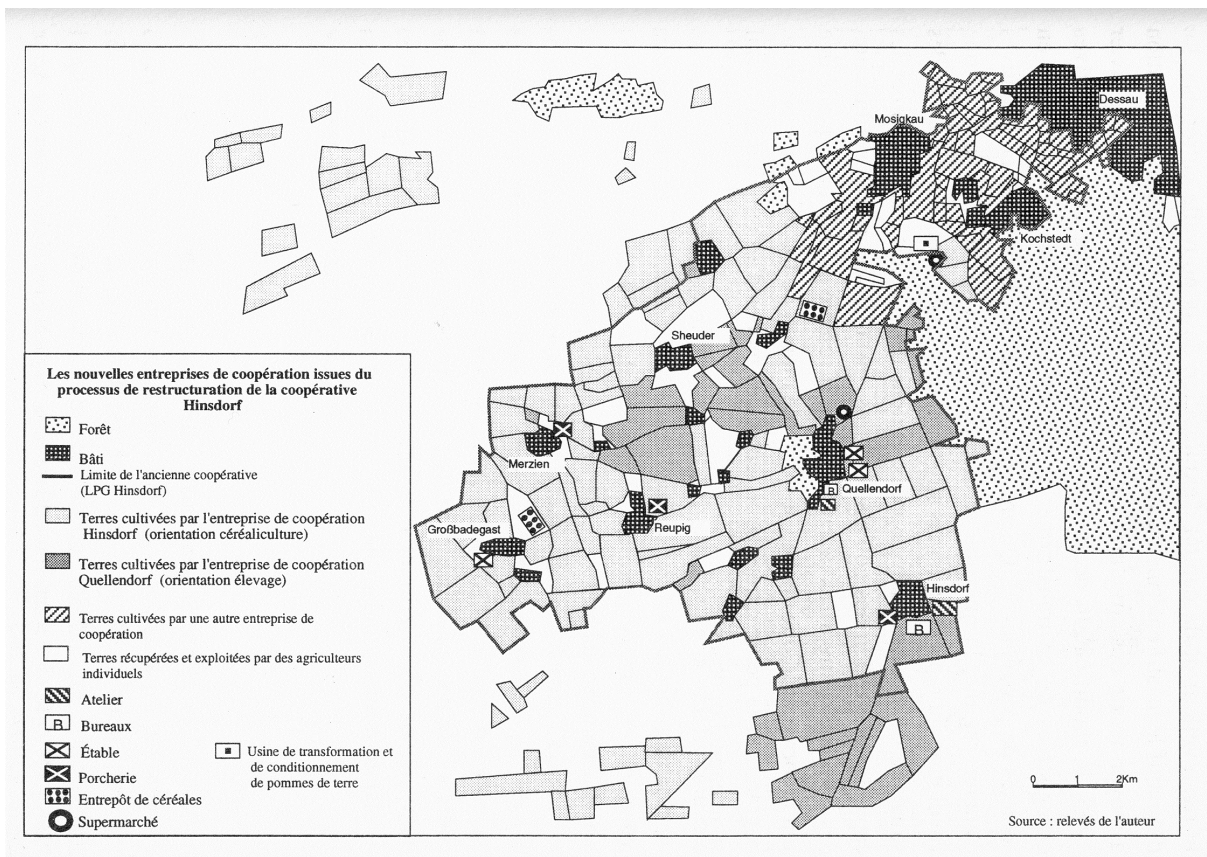 Dessau
Mosigkau
Kochstedt
Sheuder
Merzien
Quellendorf
B
Großbadegast
Reupig
Hinsdorf
B
Les nouvelles entreprises de coopération issues du
processus de restructuration de la coopérative
Hinsdorf
Forêt
Bâti
Limite de l'ancienne coopérative
(LPG Hinsdorf)
Terres cultivées par l'entreprise de coopération
Hinsdorf (orientation céréaliculture)
Terres cultivées par l'entreprise de coopération
Quellendorf (orientation élevage)
Terres cultivées par une autre entreprise de
coopération
Terres récupérées et exploitées par des agriculteurs
individuels
Atelier
B Bureaux
Étable
Porcherie
Entrepôt de céréales
Supermarché
Usine de transformation et
de conditionnement
de pommes de terre
0 1 2Km
Source : relevés de l'auteur